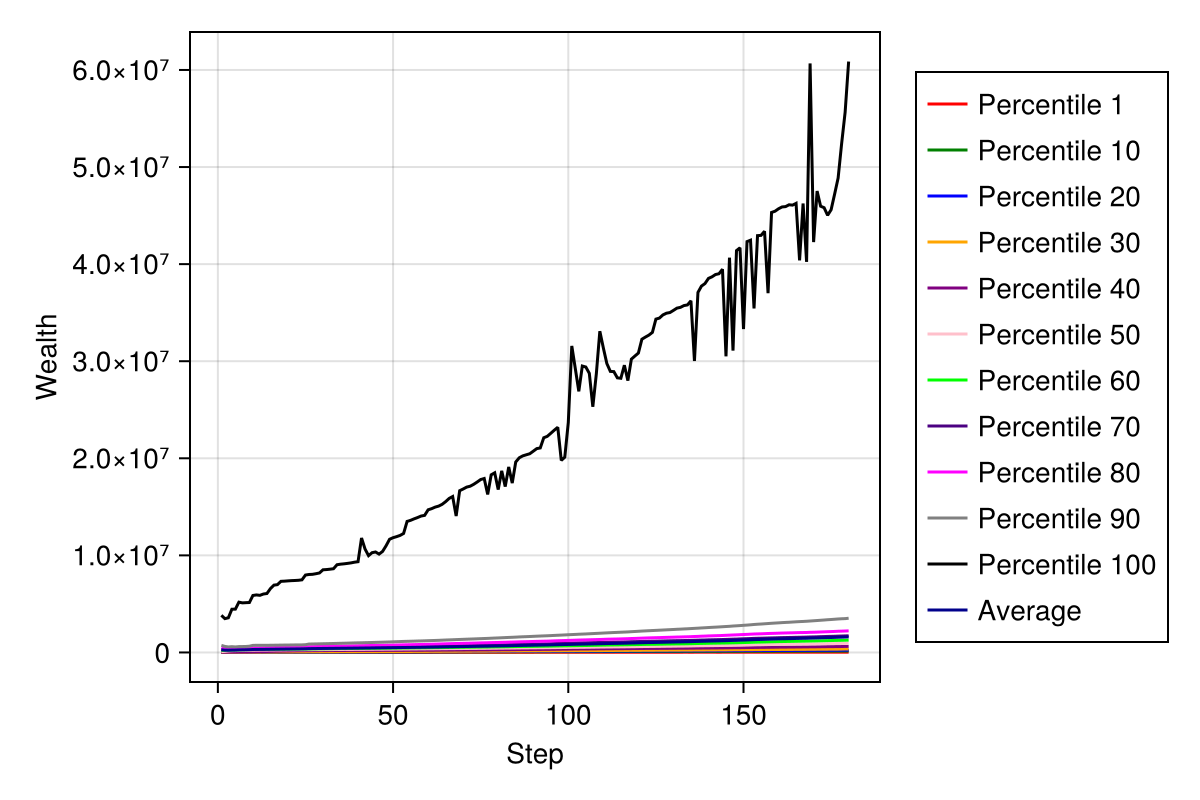 6.0×10⁷
5.0×10⁷
4.0×10⁷
3.0×10⁷
2.0×10⁷
1.0×10⁷
0
Wealth
0 50 100 150
Step
Percentile 1
Percentile 10
Percentile 20
Percentile 30
Percentile 40
Percentile 50
Percentile 60
Percentile 70
Percentile 80
Percentile 90
Percentile 100
Average